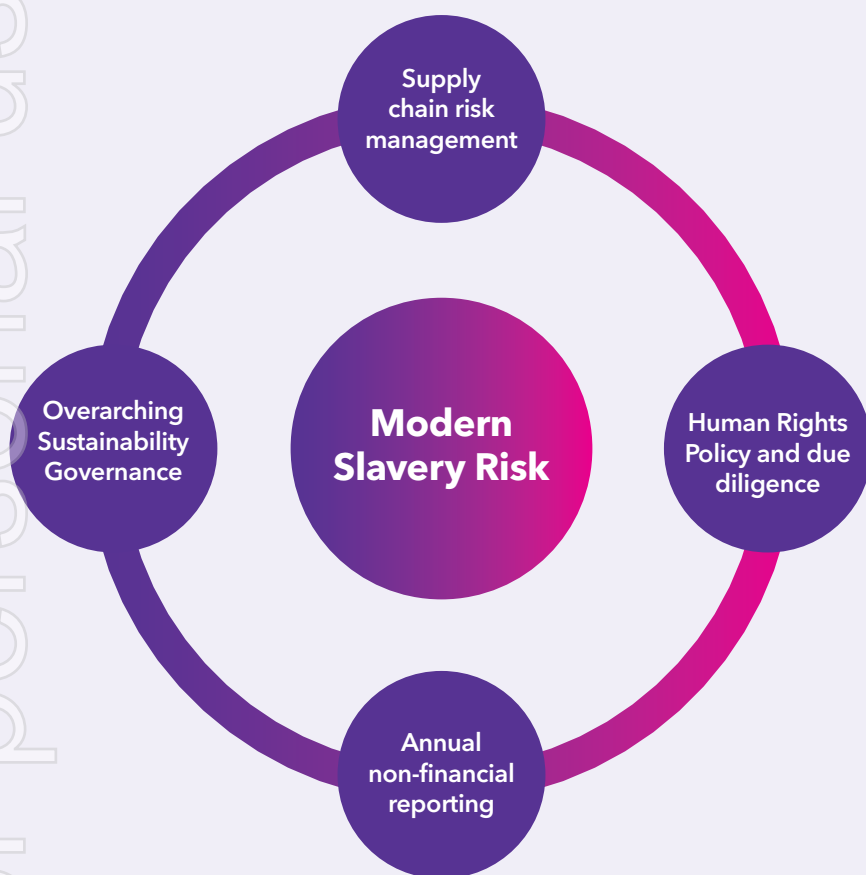 Supply
chain risk
management
Overarching
Sustainability
Governance
Modern
Slavery Risk
Human Rights
Policy and due
diligence
Annual
non-financial
reporting